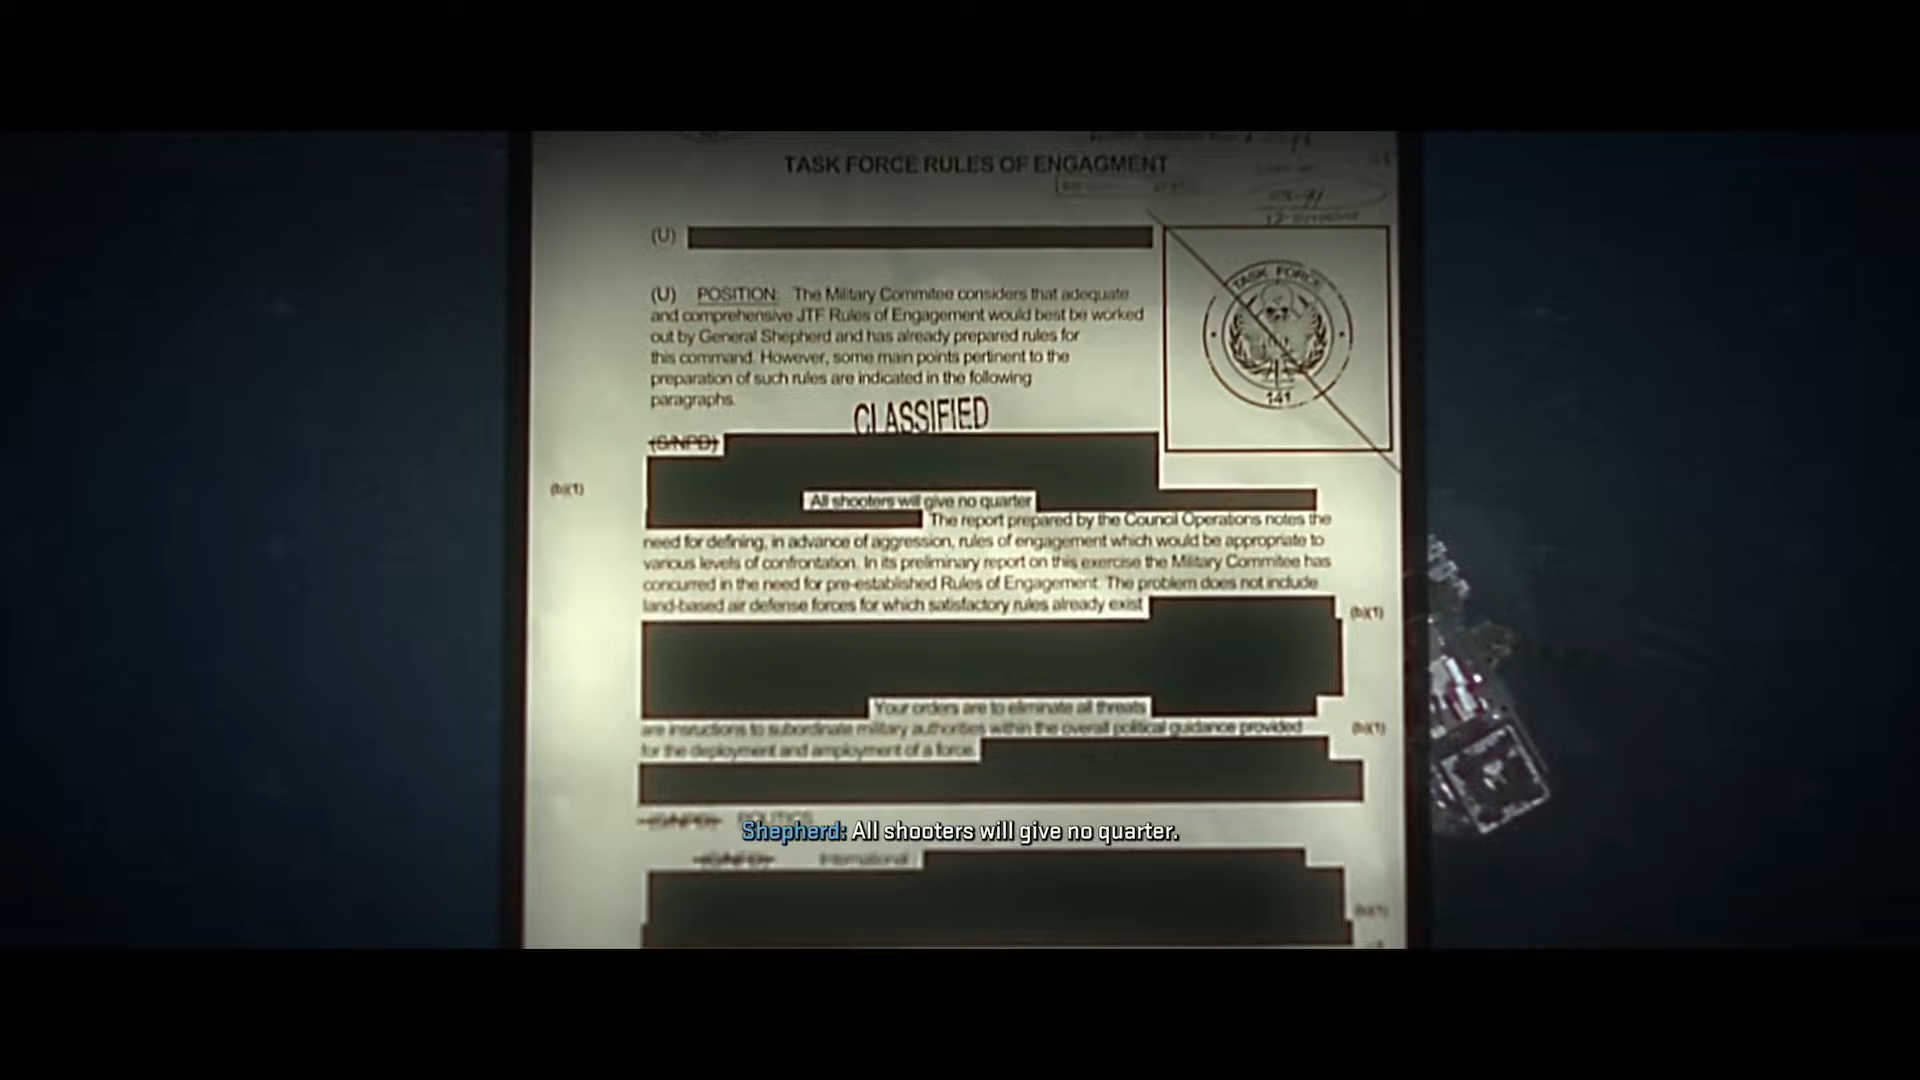 TASK FORCE RULES OF ENGAGMENT
(U)
(U) POSITION: The Military Commitee considers that adequate
and comprehensive JTF Rules of Engagement would best be worked
out by General Shepherd and has already prepared rules for
this command. However, some main points pertinent to the
preparation of such rules are indicated in the following
paragraphs.
TASK FORCE
141
CLASSIFIED
(S/NPD)
(b)(1)
All shooters will give no quarter
The report prepared by the Council Operations notes the
need for defining, in advance of aggression, rules of engagement which would be appropriate to
various levels of confrontation. In its preliminary report on this exercise the Military Commitee has
concurred in the need for pre-established Rules of Engagement. The problem does not include
land-based air defense forces for which satisfactory rules already exist
(b)(1)
Your orders are to eliminate all threats
are insructions to subordinate military authorities within the overall political guidance provided
(b)(1)
for the deployment and amployment of a force.
POLITICS
Shepherd: All shooters will give no quarter.
International
(b)(1)